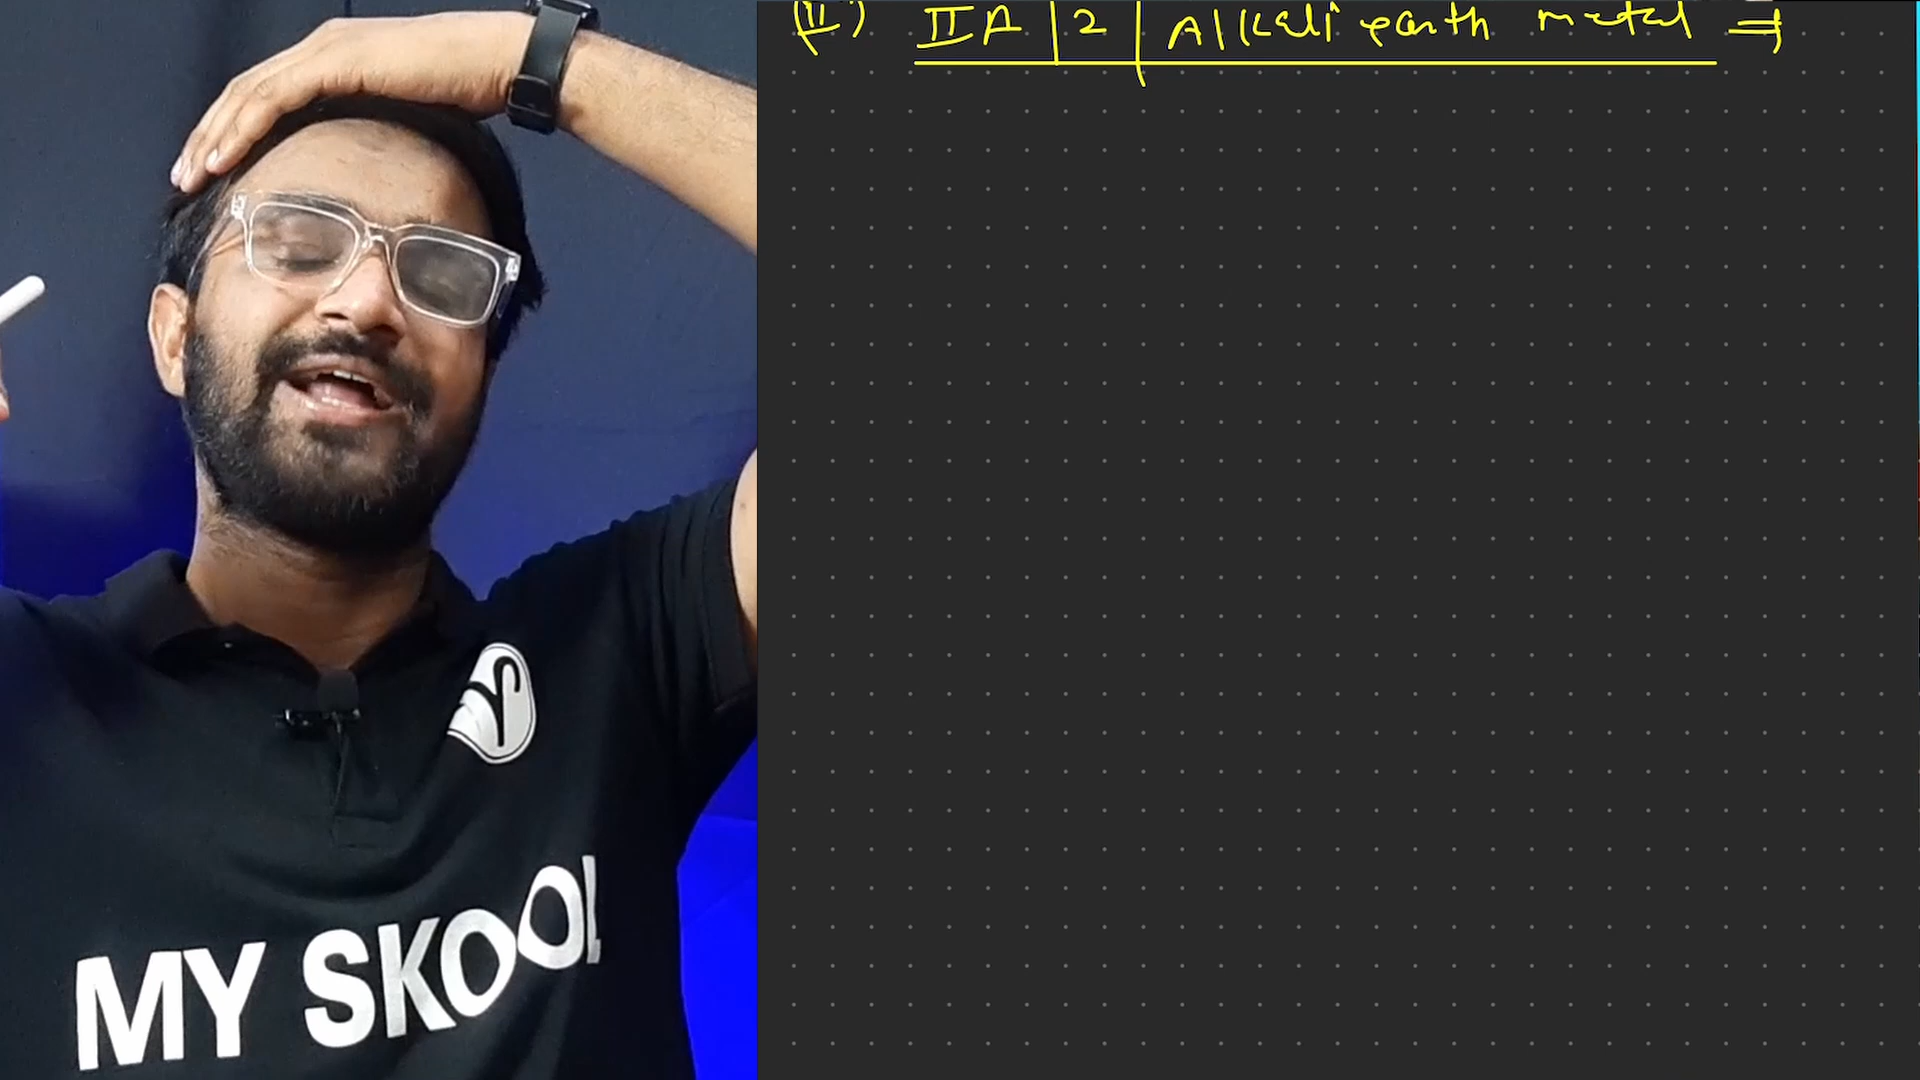 (II) IIA | 2 | Alkali earth metal ⇒
MY SKOOL